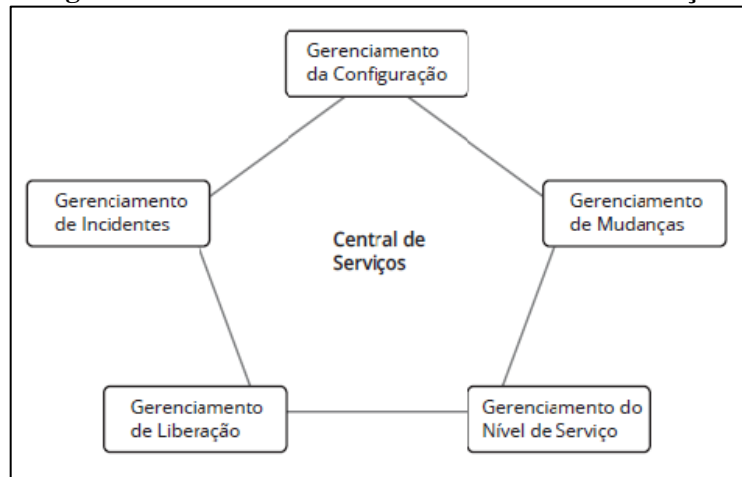 Gerenciamento
da Configuração
Gerenciamento
de Incidentes
Gerenciamento
de Mudanças
Central de
Serviços
Gerenciamento
de Liberação
Gerenciamento do
Nível de Serviço